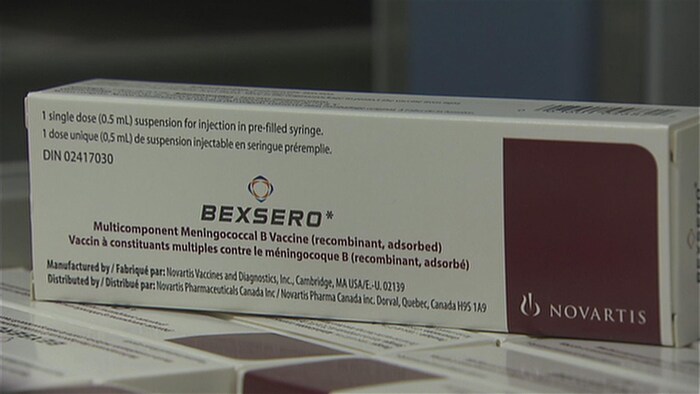 1 single dose (0.5 mL) suspension for injection in pre-filled syringe.
1 dose unique (0,5 mL) de suspension injectable en seringue préremplie.
DIN 02417030
BEXSERO*
Multicomponent Meningococcal B Vaccine (recombinant, adsorbed)
Vaccin à constituants multiples contre le méningocoque B (recombinant, adsorbé)
Manufactured by / Fabriqué par: Novartis Vaccines and Diagnostics, Inc., Cambridge, MA USA/E.-U. 02139
Distributed by / Distribué par: Novartis Pharmaceuticals Canada Inc / Novartis Pharma Canada inc. Dorval, Quebec, Canada H9S 1A9
NOVARTIS